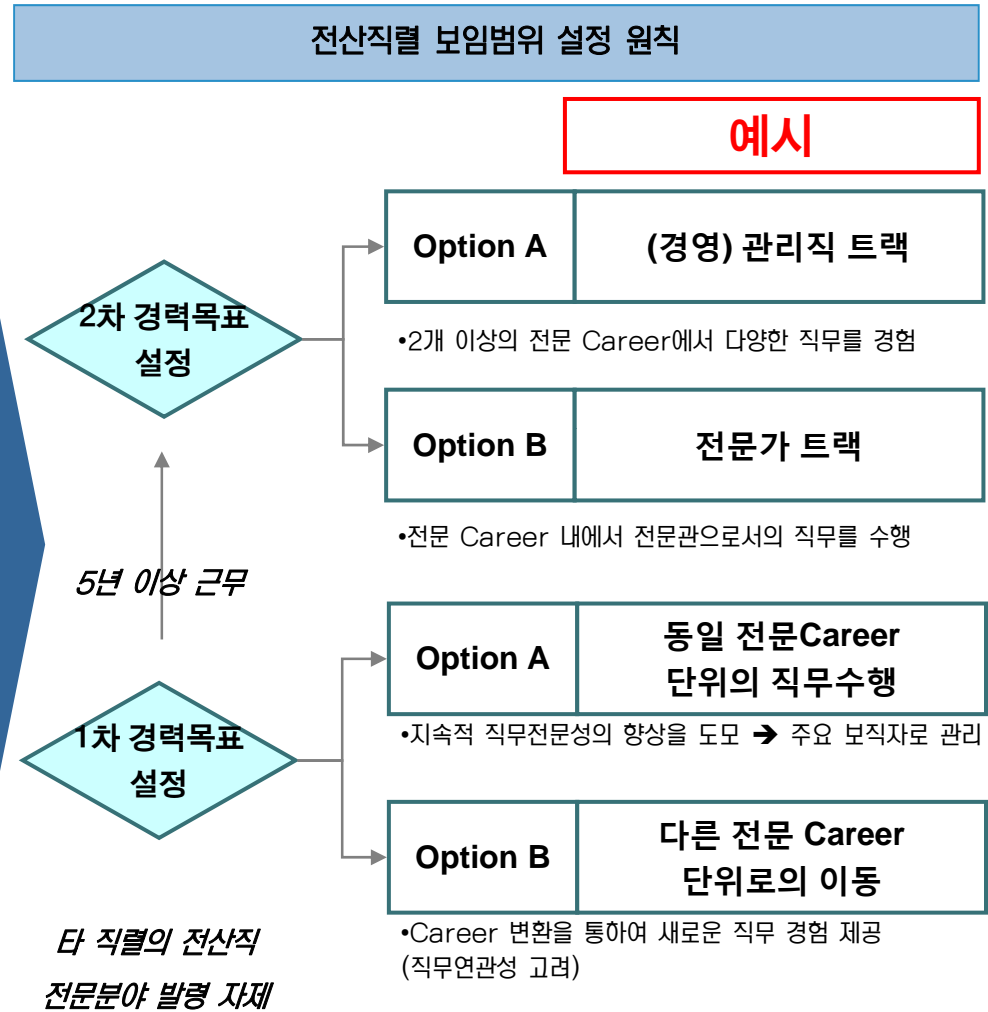 전산직렬 보임범위 설정 원칙
예시
Option A
(경영) 관리직 트랙
2차 경력목표
설정
•2개 이상의 전문 Career에서 다양한 직무를 경험
Option B
전문가 트랙
•전문 Career 내에서 전문관으로서의 직무를 수행
5년 이상 근무
Option A
동일 전문Career
단위의 직무수행
1차 경력목표
설정
•지속적 직무전문성의 향상을 도모 ➔ 주요 보직자로 관리
Option B
다른 전문 Career
단위로의 이동
•Career 변환을 통하여 새로운 직무 경험 제공
(직무연관성 고려)
타 직렬의 전산직
전문분야 발령 자제